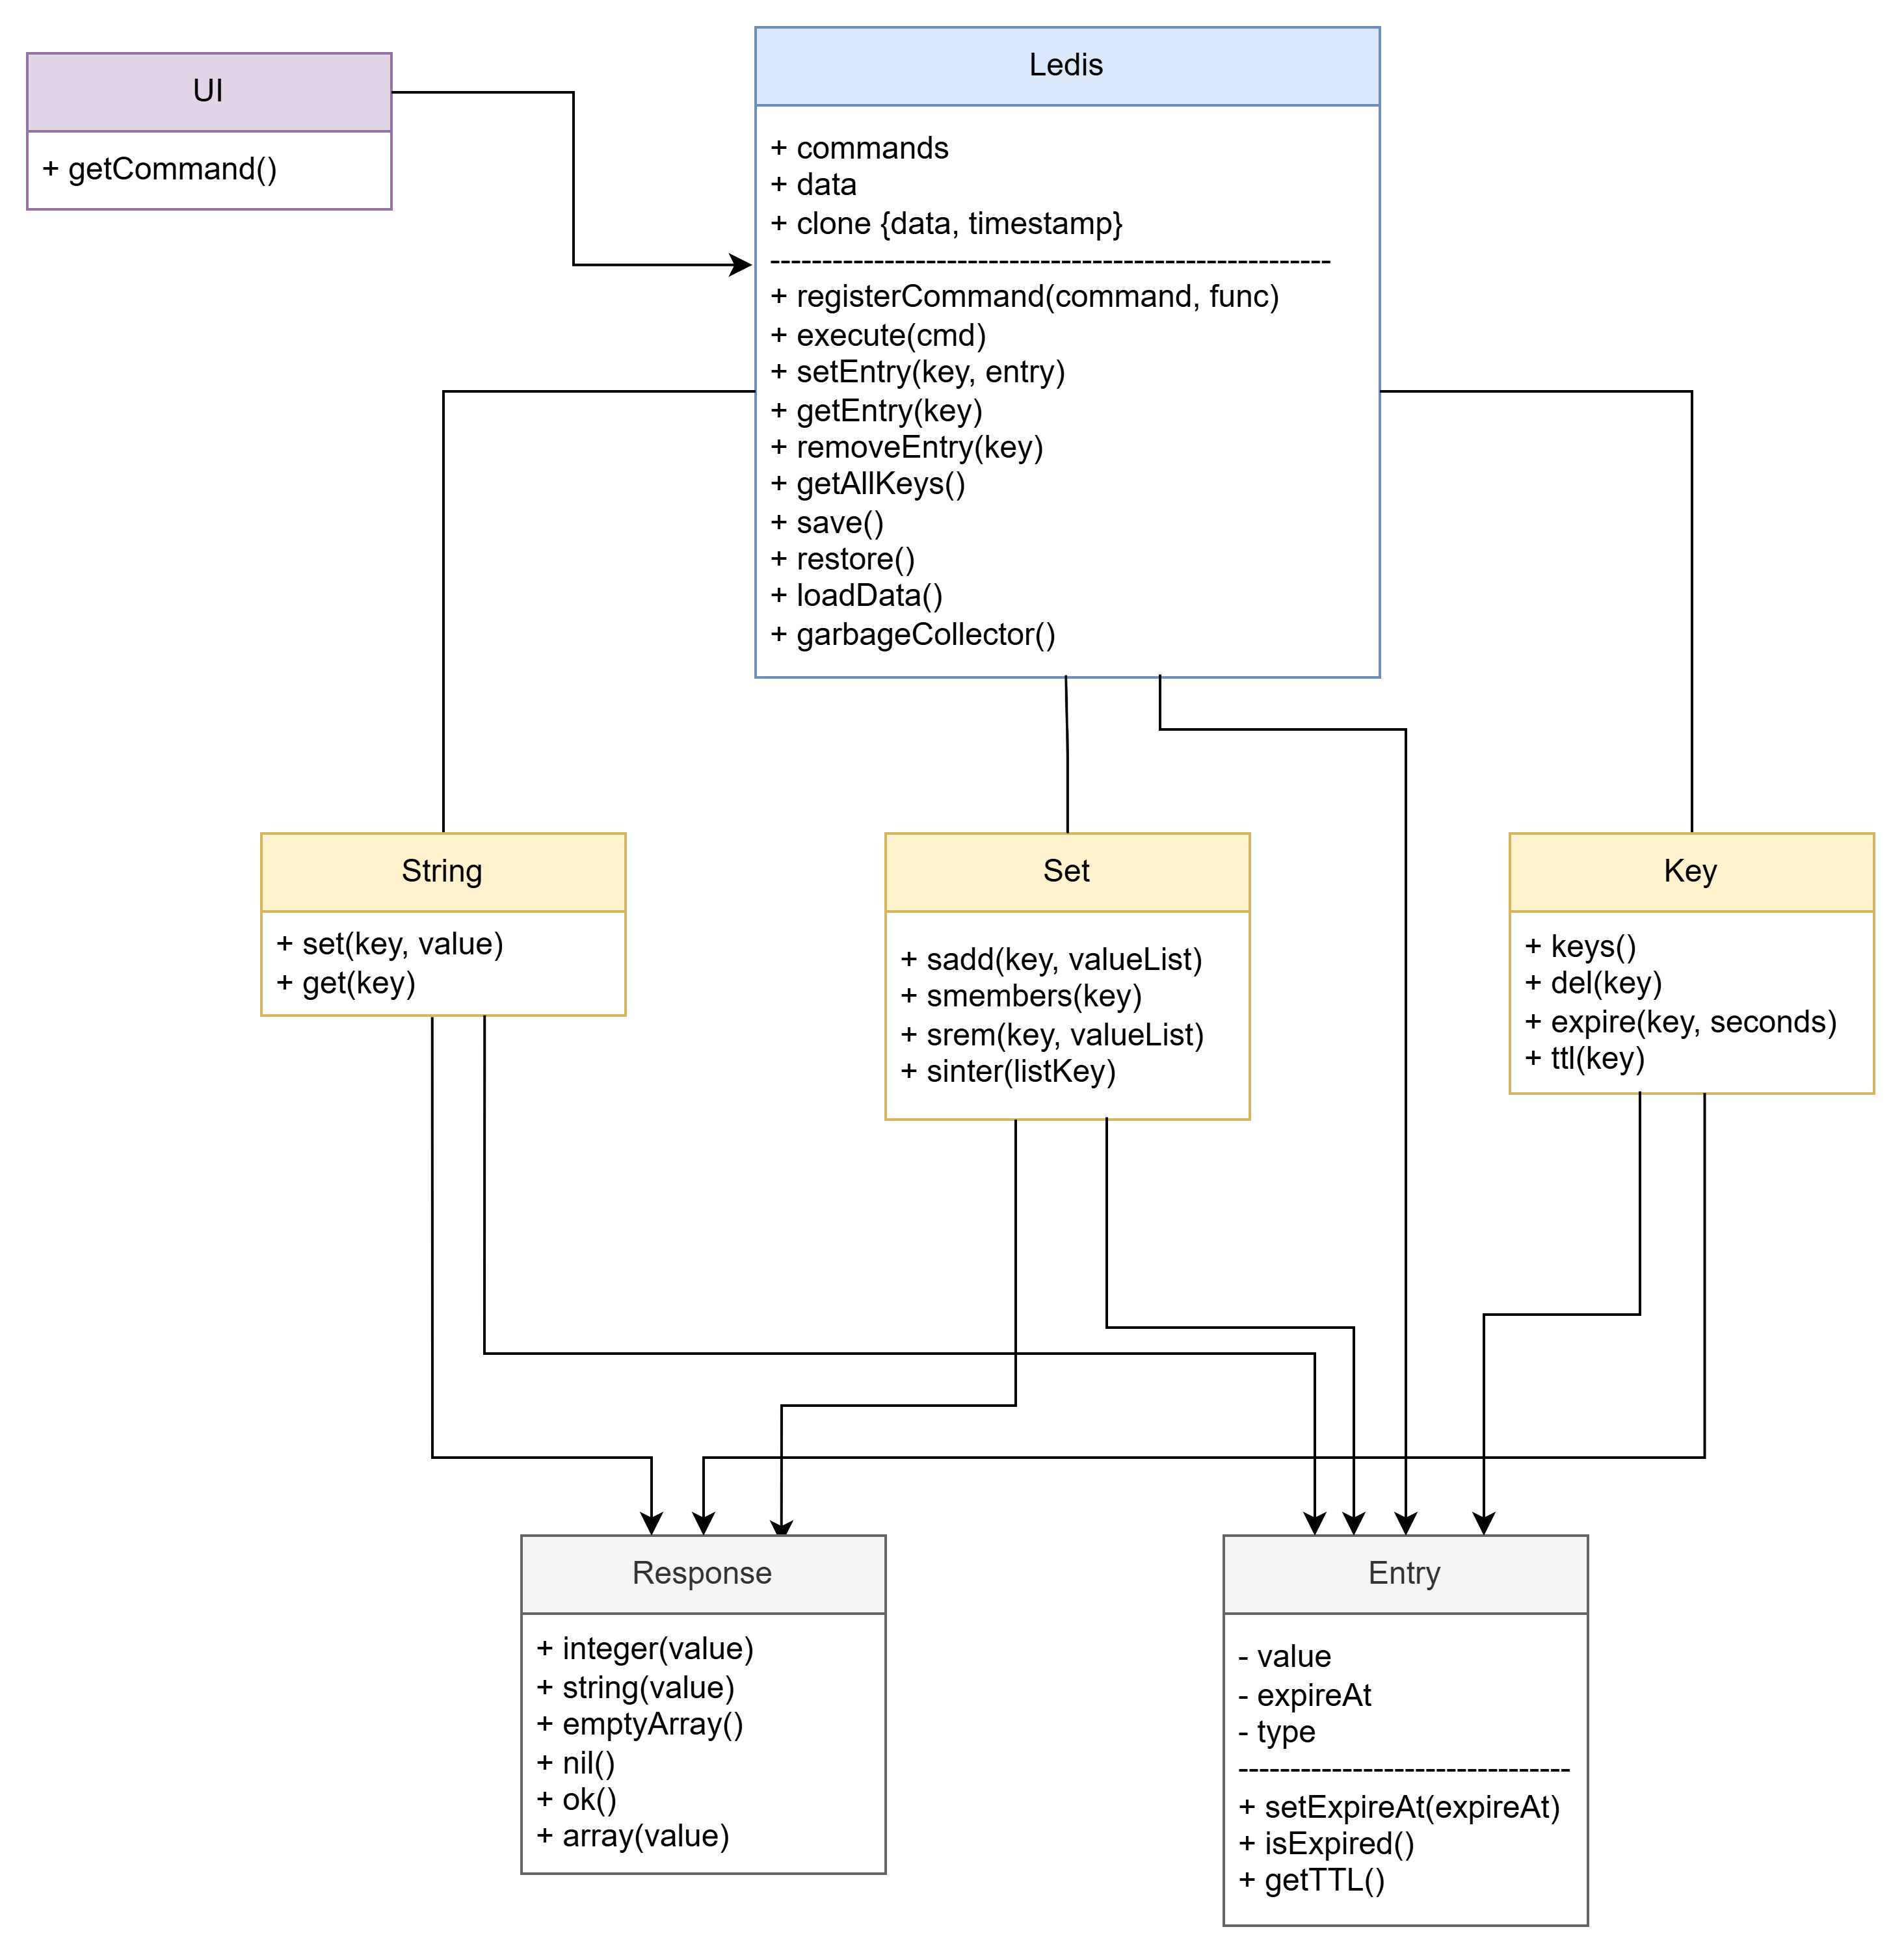 UI
+ getCommand()
Ledis
+ commands
+ data
+ clone {data, timestamp}
------------------------------------------------------
+ registerCommand(command, func)
+ execute(cmd)
+ setEntry(key, entry)
+ getEntry(key)
+ removeEntry(key)
+ getAllKeys()
+ save()
+ restore()
+ loadData()
+ garbageCollector()
String
+ set(key, value)
+ get(key)
Set
+ sadd(key, valueList)
+ smembers(key)
+ srem(key, valueList)
+ sinter(listKey)
Key
+ keys()
+ del(key)
+ expire(key, seconds)
+ ttl(key)
Response
+ integer(value)
+ string(value)
+ emptyArray()
+ nil()
+ ok()
+ array(value)
Entry
- value
- expireAt
- type
--------------------------------
+ setExpireAt(expireAt)
+ isExpired()
+ getTTL()